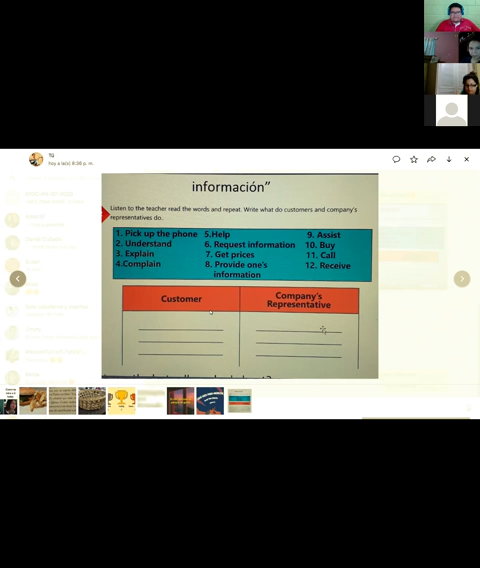 Tú
hoy a la(s) 8:36 p. m.
información"
Listen to the teacher read the words and repeat. Write what do customers and company's
representatives do..
1. Pick up the phone 5.Help 9. Assist
2. Understand 6. Request information 10. Buy
3. Explain 7. Get prices 11. Call
4.Complain 8. Provide one's 12. Receive
information
Customer Company's
Representative